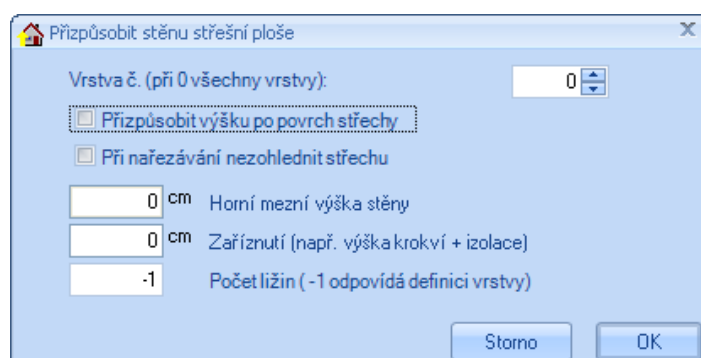 Přizpůsobit stěnu střešní ploše
Vrstva č. (při 0 všechny vrstvy): 0
Přizpůsobit výšku po povrch střechy
Při nařezávání nezohlednit střechu
0 cm Horní mezní výška stěny
0 cm Zaříznutí (např. výška krokví + izolace)
-1 Počet ližin ( -1 odpovídá definici vrstvy)
Storno OK